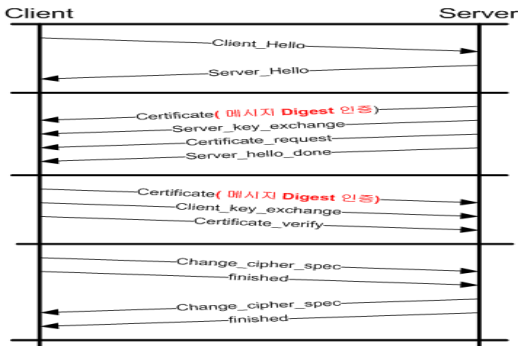 Client Server
Client_Hello
Server_Hello
Certificate( 메시지 Digest 인증)
Server_key_exchange
Certificate_request
Server_hello_done
Certificate( 메시지 Digest 인증)
Client_key_exchange
Certificate_verify
Change_cipher_spec
finished
Change_cipher_spec
finished